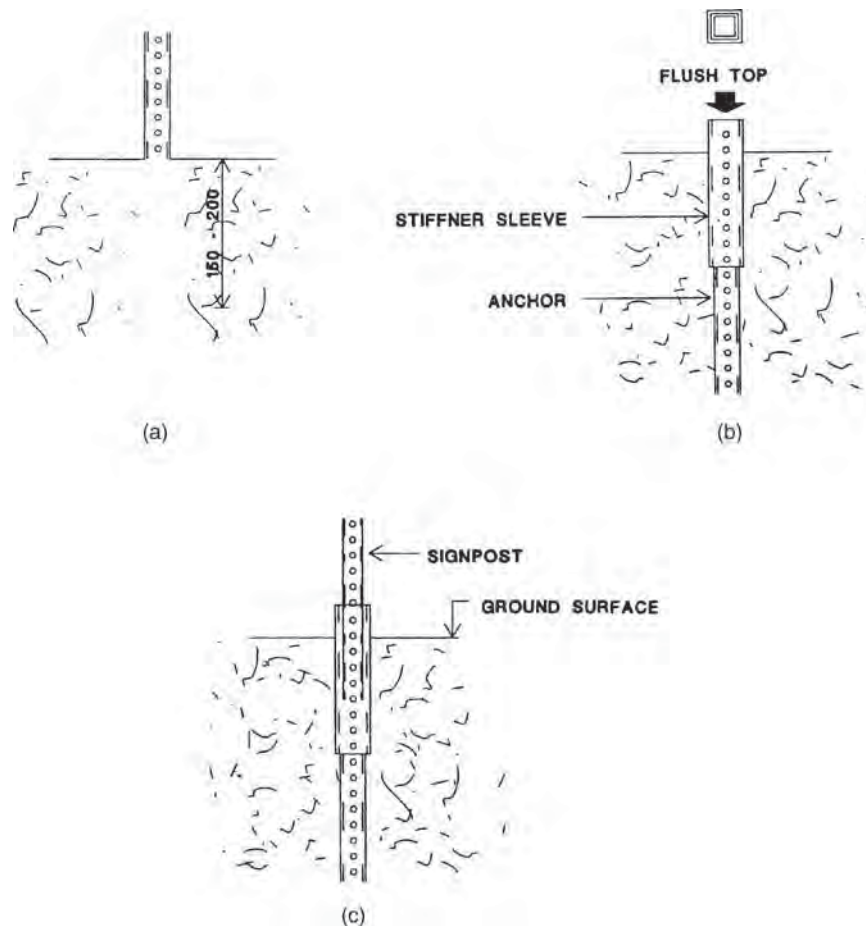 150 - 200
(a)
FLUSH TOP
STIFFNER SLEEVE
ANCHOR
(b)
SIGNPOST
GROUND SURFACE
(c)